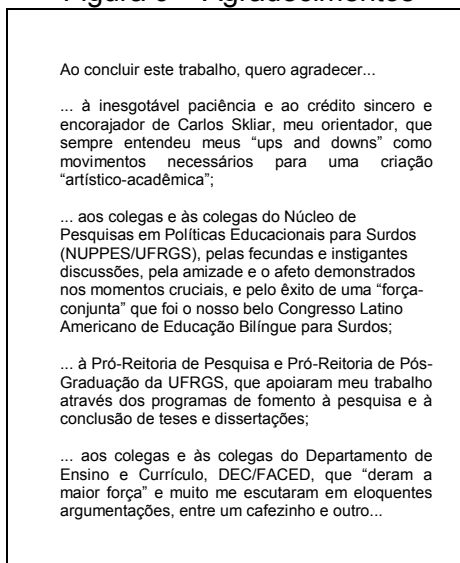 Ao concluir este trabalho, quero agradecer...
... à inesgotável paciência e ao crédito sincero e
encorajador de Carlos Skliar, meu orientador, que
sempre entendeu meus “ups and downs” como
movimentos necessários para uma criação
“artístico-acadêmica”;
... aos colegas e às colegas do Núcleo de
Pesquisas em Políticas Educacionais para Surdos
(NUPPES/UFRGS), pelas fecundas e instigantes
discussões, pela amizade e o afeto demonstrados
nos momentos cruciais, e pelo êxito de uma “força-
conjunta” que foi o nosso belo Congresso Latino
Americano de Educação Bilíngue para Surdos;
... à Pró-Reitoria de Pesquisa e Pró-Reitoria de Pós-
Graduação da UFRGS, que apoiaram meu trabalho
através dos programas de fomento à pesquisa e à
conclusão de teses e dissertações;
... aos colegas e às colegas do Departamento de
Ensino e Currículo, DEC/FACED, que “deram a
maior força” e muito me escutaram em eloquentes
argumentações, entre um cafezinho e outro...